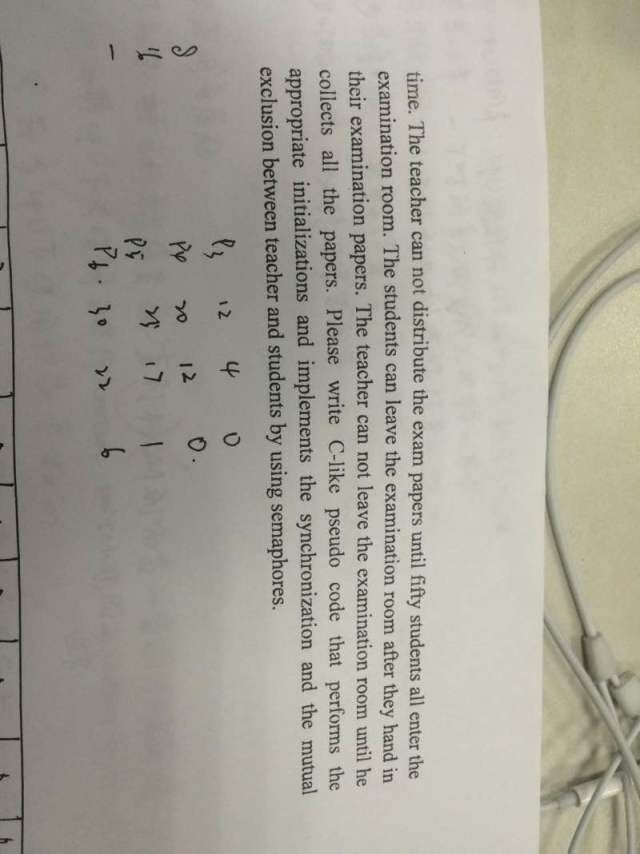 time. The teacher can not distribute the exam papers until fifty students all enter the
examination room. The students can leave the examination room after they hand in
their examination papers. The teacher can not leave the examination room until he
collects all the papers. Please write C-like pseudo code that performs the
appropriate initializations and implements the synchronization and the mutual
exclusion between teacher and students by using semaphores.
P3 12 4 0
8 P4 20 12 0.
16 P5 25 17 1
– P6. 30 22 6